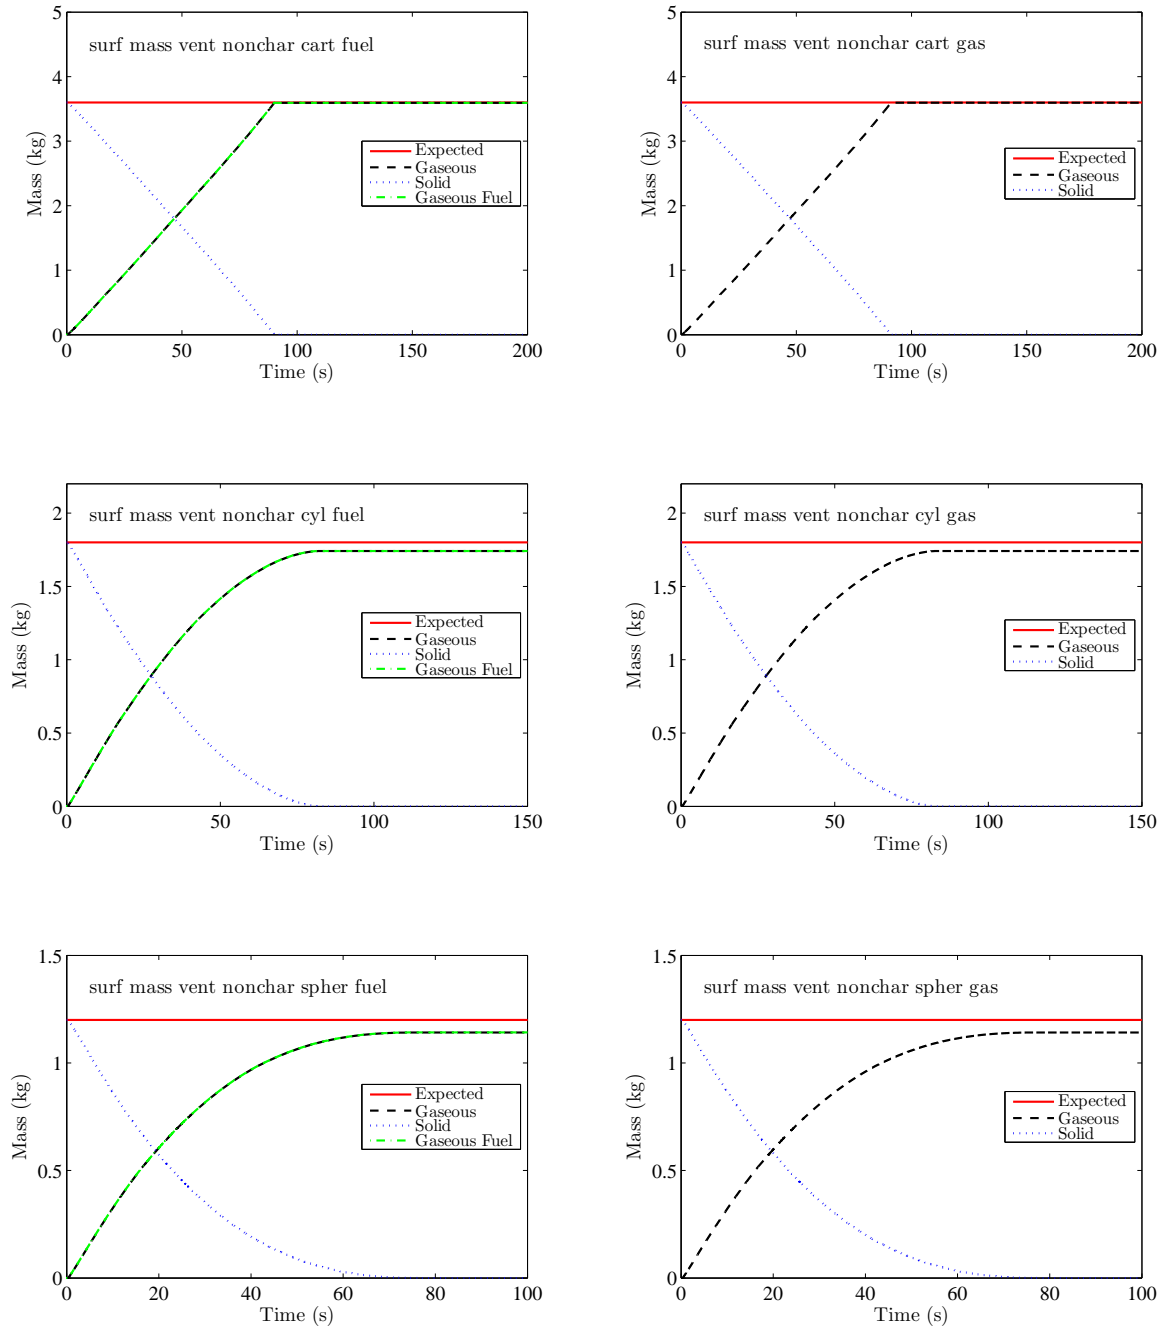 surf mass vent nonchar cart fuel
Mass (kg)
5
4
3
2
1
0
0 50 100 150 200
Time (s)
Expected
Gaseous
Solid
Gaseous Fuel
surf mass vent nonchar cart gas
Mass (kg)
5
4
3
2
1
0
0 50 100 150 200
Time (s)
Expected
Gaseous
Solid
surf mass vent nonchar cyl fuel
Mass (kg)
2
1.5
1
0.5
0
0 50 100 150
Time (s)
Expected
Gaseous
Solid
Gaseous Fuel
surf mass vent nonchar cyl gas
Mass (kg)
2
1.5
1
0.5
0
0 50 100 150
Time (s)
Expected
Gaseous
Solid
surf mass vent nonchar spher fuel
Mass (kg)
1.5
1
0.5
0
0 20 40 60 80 100
Time (s)
Expected
Gaseous
Solid
Gaseous Fuel
surf mass vent nonchar spher gas
Mass (kg)
1.5
1
0.5
0
0 20 40 60 80 100
Time (s)
Expected
Gaseous
Solid